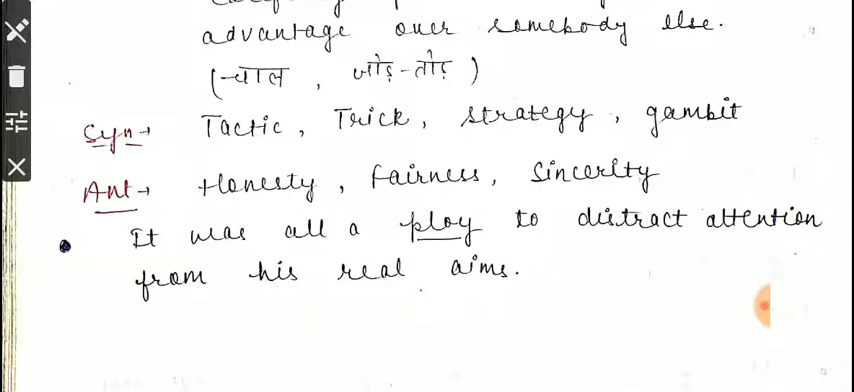 advantage over somebody else.
(चाल , जोड़-तोड़ )
Syn→ Tactic, Trick, strategy, gambit
Ant→ Honesty, fairness, Sincerity
• It was all a ploy to distract attention
from his real aims.